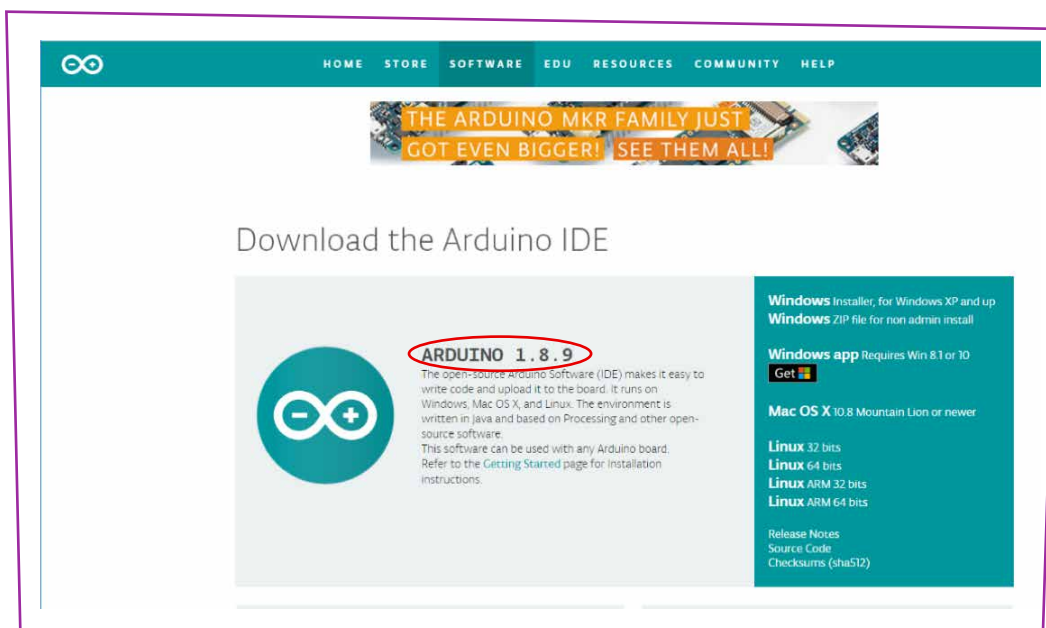 HOME STORE SOFTWARE EDU RESOURCES COMMUNITY HELP
THE ARDUINO MKR FAMILY JUST
GOT EVEN BIGGER! SEE THEM ALL!
Download the Arduino IDE
ARDUINO 1.8.9
The open-source Arduino Software (IDE) makes it easy to
write code and upload it to the board. It runs on
Windows, Mac OS X, and Linux. The environment is
written in Java and based on Processing and other open-
source software.
This software can be used with any Arduino board.
Refer to the Getting Started page for Installation
instructions.
Windows Installer, for Windows XP and up
Windows ZIP file for non admin install
Windows app Requires Win 8.1 or 10
Get
Mac OS X 10.8 Mountain Lion or newer
Linux 32 bits
Linux 64 bits
Linux ARM 32 bits
Linux ARM 64 bits
Release Notes
Source Code
Checksums (sha512)